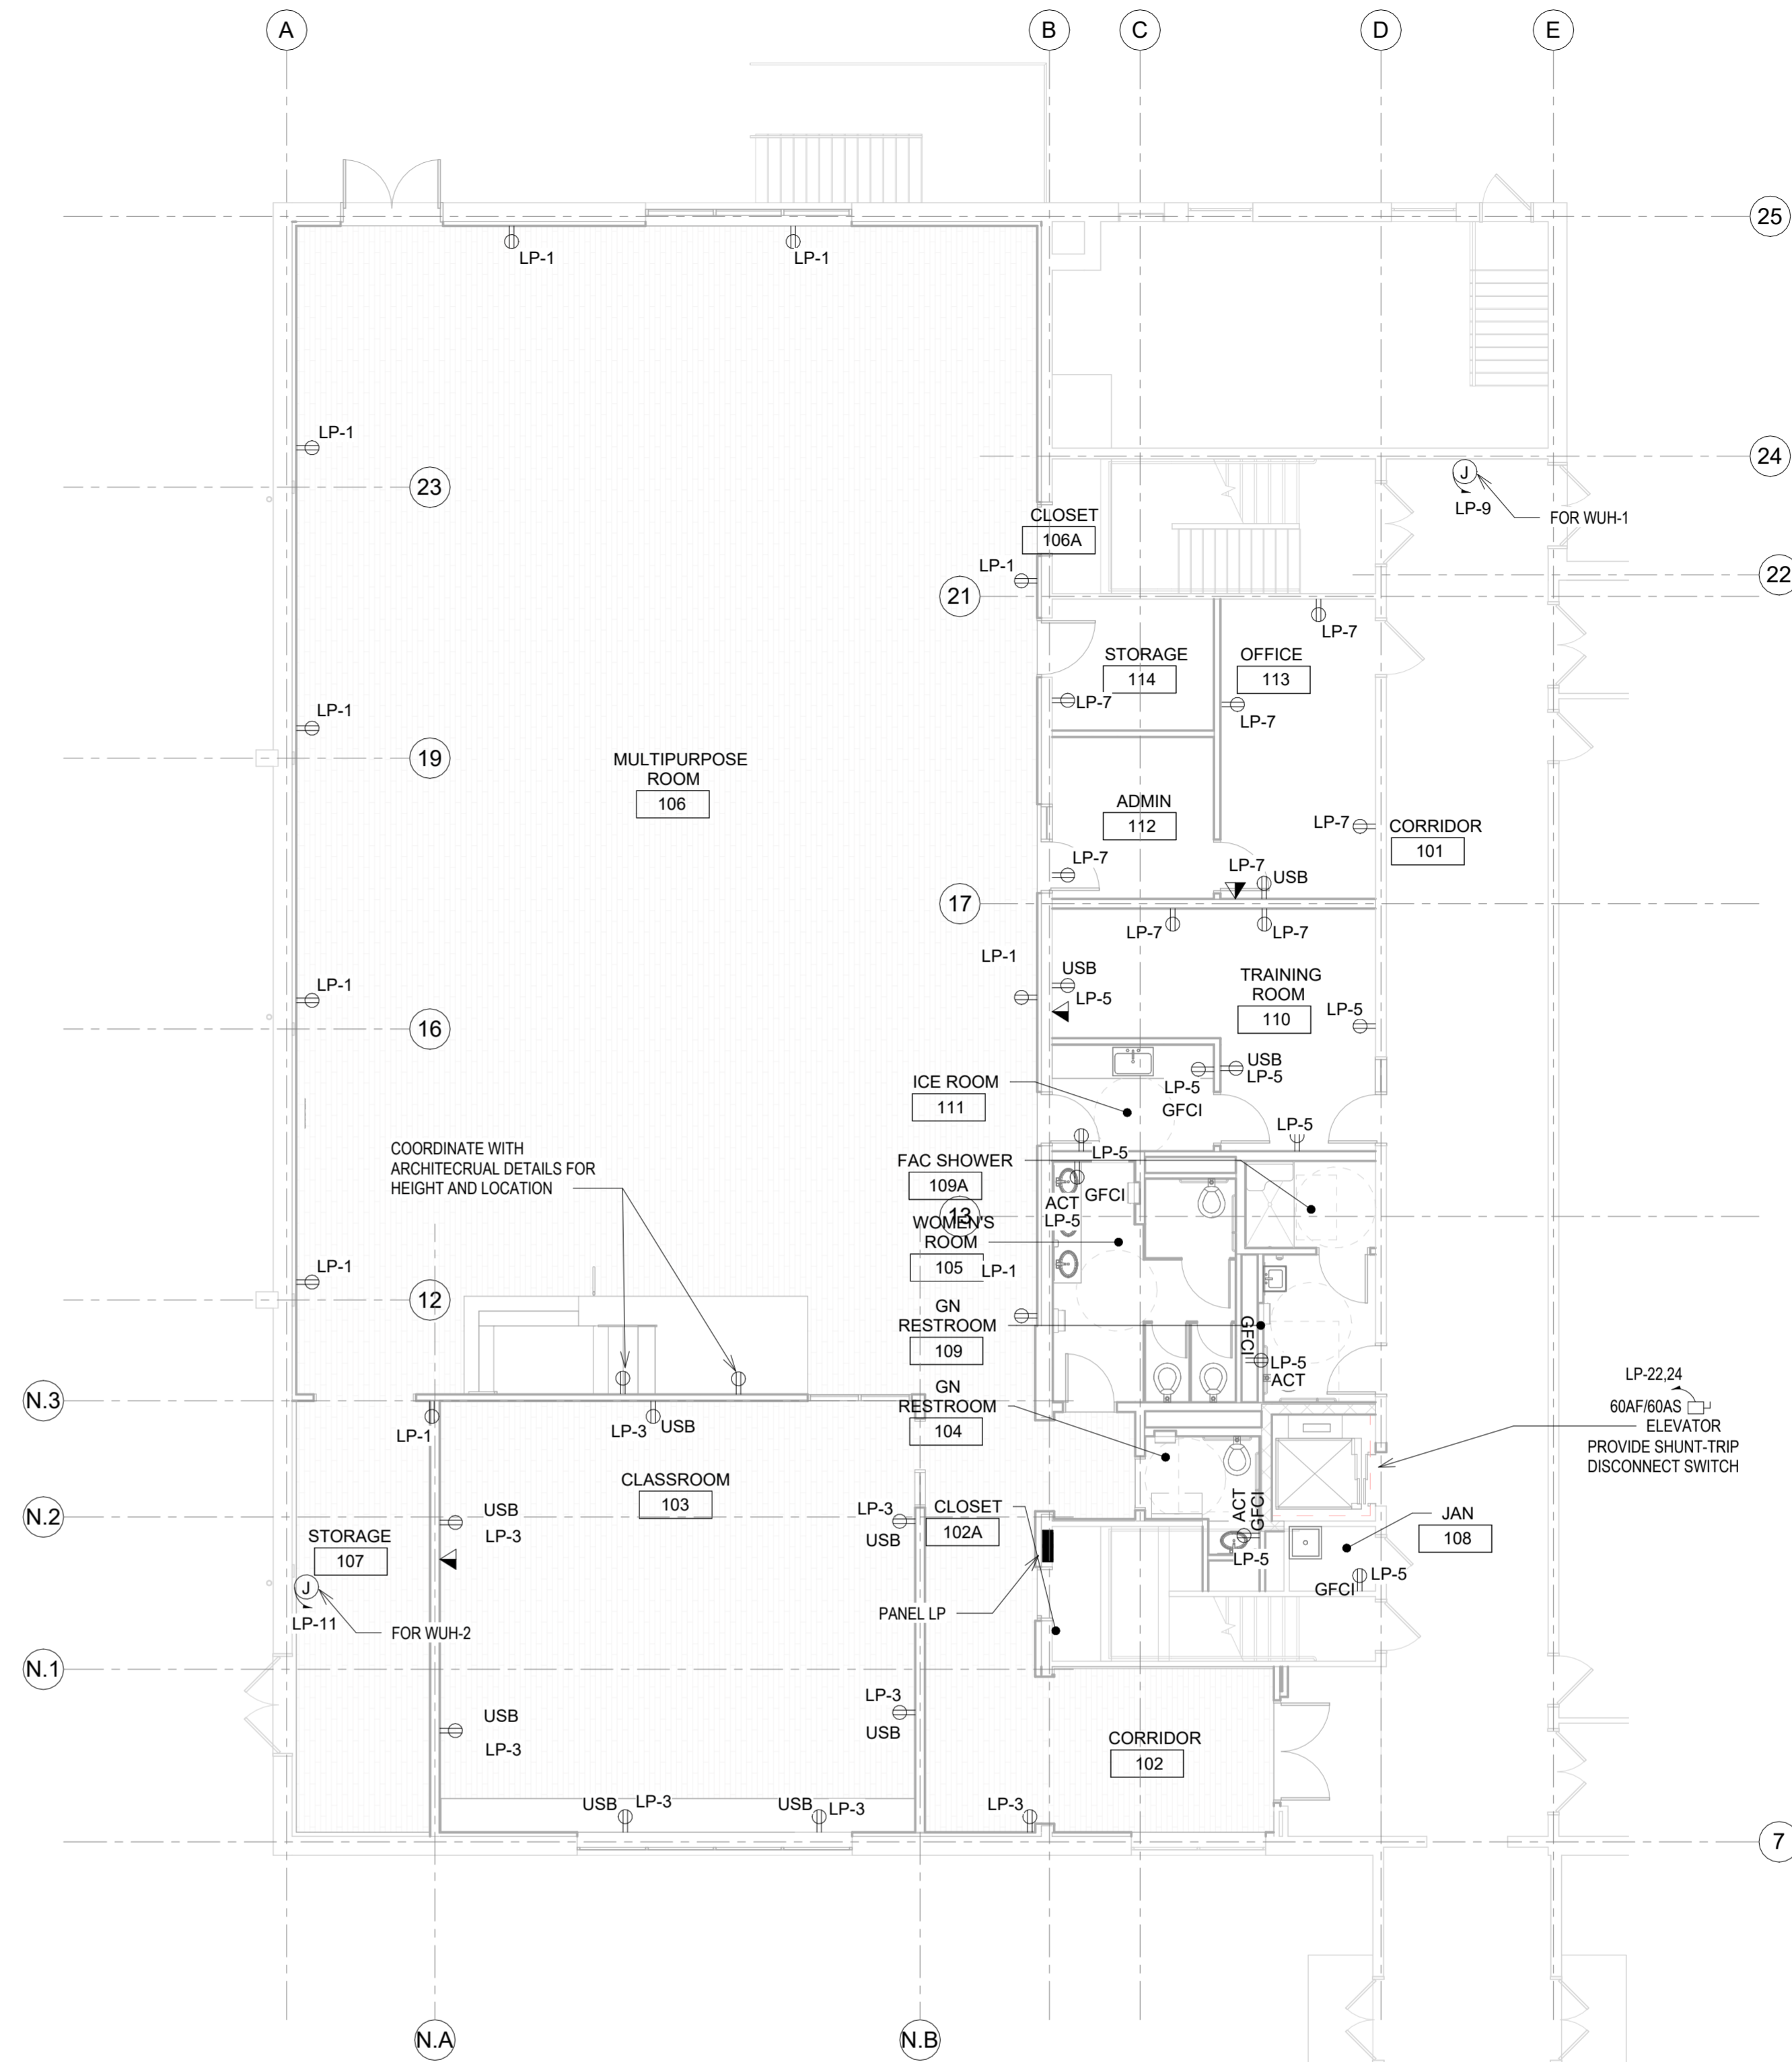 A
B
C
D
E
25
LP-1
LP-1
LP-1
23
24
J
LP-9
FOR WUH-1
CLOSET
106A
LP-1
22
21
LP-7
STORAGE
114
OFFICE
113
LP-7
LP-7
LP-1
19
MULTIPURPOSE
ROOM
106
ADMIN
112
LP-7
CORRIDOR
101
LP-7
LP-7
USB
17
LP-7
LP-7
LP-1
USB
LP-5
TRAINING
ROOM
110
LP-5
LP-1
16
USB
LP-5
LP-5
GFCI
ICE ROOM
111
LP-5
LP-5
COORDINATE WITH
ARCHITECRUAL DETAILS FOR
HEIGHT AND LOCATION
FAC SHOWER
109A
GFCI
ACT
LP-5
13
WOMEN'S
ROOM
105
LP-1
LP-1
12
GN
RESTROOM
109
GFCI
LP-5
ACT
LP-22,24
60AF/60AS
ELEVATOR
PROVIDE SHUNT-TRIP
DISCONNECT SWITCH
N.3
GN
RESTROOM
104
LP-1
LP-3
USB
CLASSROOM
103
USB
LP-3
LP-3
USB
CLOSET
102A
ACT
GFCI
LP-5
JAN
108
N.2
STORAGE
107
J
LP-11
FOR WUH-2
PANEL LP
GFCI
LP-5
N.1
USB
LP-3
LP-3
USB
CORRIDOR
102
USB
LP-3
USB
LP-3
LP-3
7
N.A
N.B